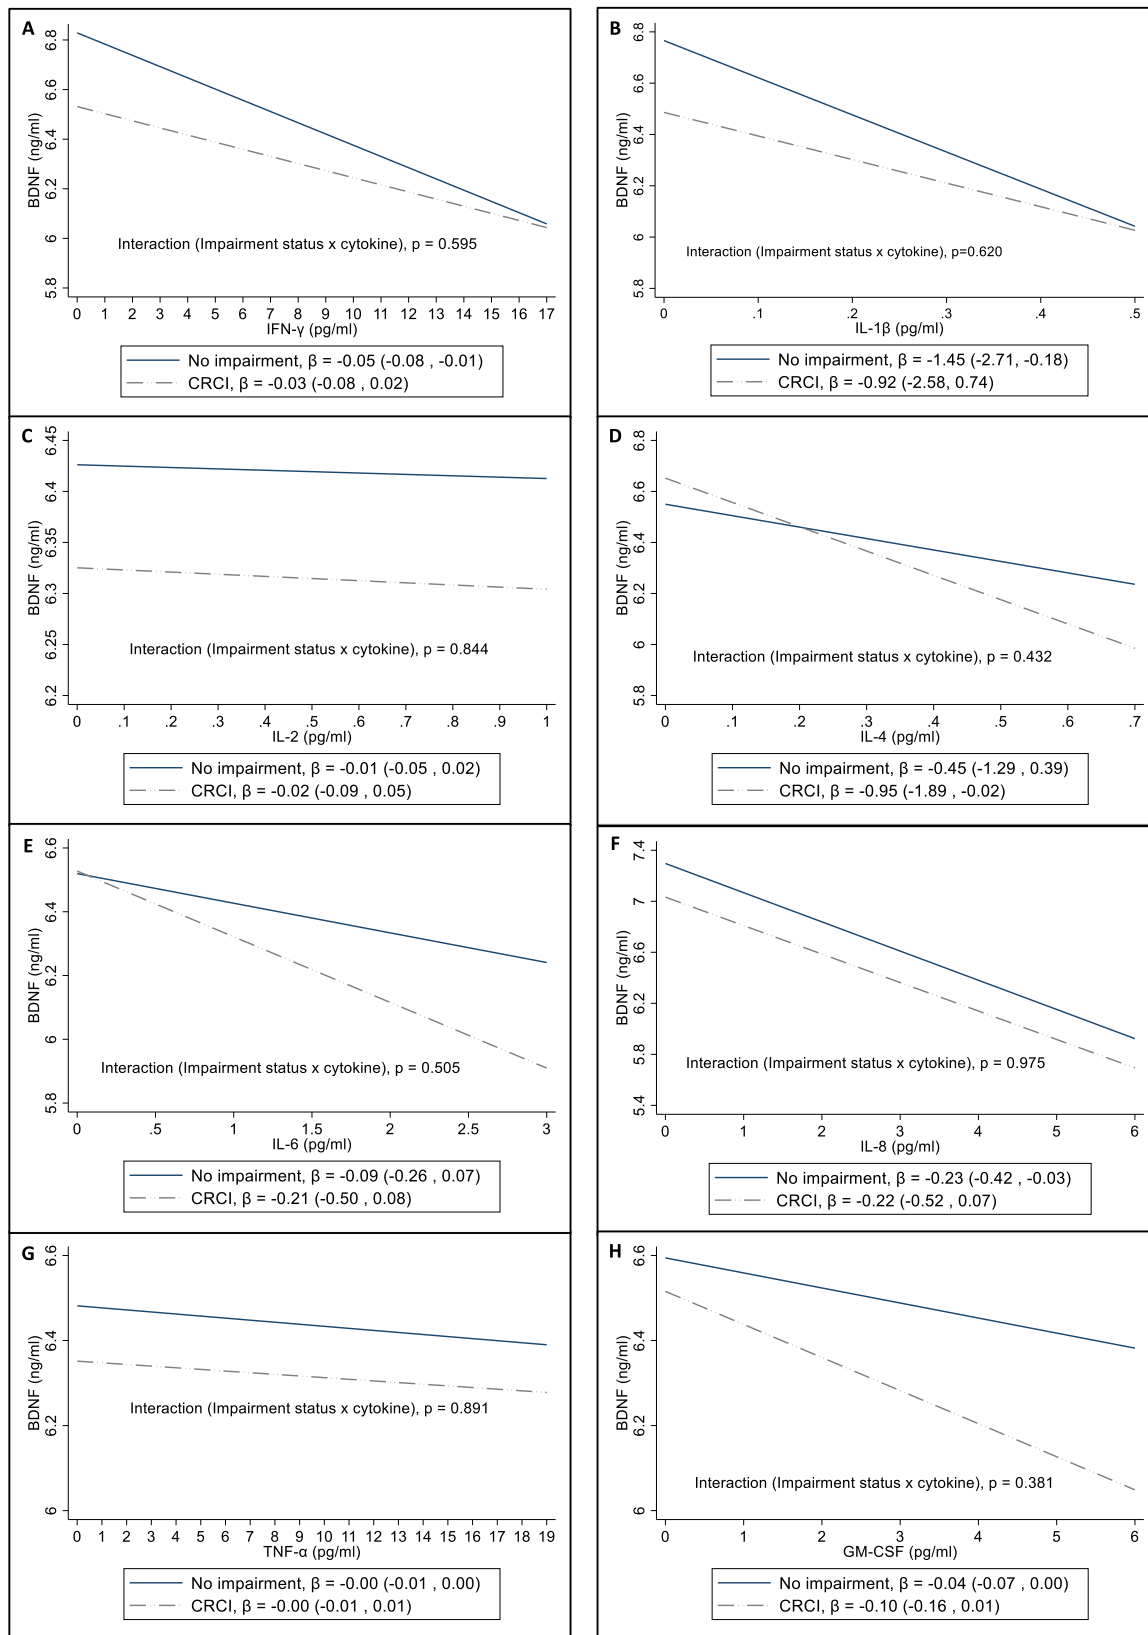 A
BDNF (ng/ml)
6.8
6.6
6.4
6.2
6
5.8
Interaction (Impairment status x cytokine), p = 0.595
0 1 2 3 4 5 6 7 8 9 10 11 12 13 14 15 16 17
IFN-γ (pg/ml)
No impairment, β = -0.05 (-0.08 , -0.01)
CRCI, β = -0.03 (-0.08 , 0.02)
B
BDNF (ng/ml)
6.8
6.6
6.4
6.2
6
5.8
Interaction (Impairment status x cytokine), p=0.620
0 .1 .2 .3 .4 .5
IL-1β (pg/ml)
No impairment, β = -1.45 (-2.71, -0.18)
CRCI, β = -0.92 (-2.58, 0.74)
C
BDNF (ng/ml)
6.45
6.4
6.35
6.3
6.25
6.2
Interaction (Impairment status x cytokine), p = 0.844
0 .1 .2 .3 .4 .5 .6 .7 .8 .9 1
IL-2 (pg/ml)
No impairment, β = -0.01 (-0.05 , 0.02)
CRCI, β = -0.02 (-0.09 , 0.05)
D
BDNF (ng/ml)
6.8
6.6
6.4
6.2
6
5.8
Interaction (Impairment status x cytokine), p = 0.432
0 .1 .2 .3 .4 .5 .6 .7
IL-4 (pg/ml)
No impairment, β = -0.45 (-1.29 , 0.39)
CRCI, β = -0.95 (-1.89 , -0.02)
E
BDNF (ng/ml)
6.6
6.4
6.2
6
5.8
Interaction (Impairment status x cytokine), p = 0.505
0 .5 1 1.5 2 2.5 3
IL-6 (pg/ml)
No impairment, β = -0.09 (-0.26 , 0.07)
CRCI, β = -0.21 (-0.50 , 0.08)
F
BDNF (ng/ml)
7.4
7
6.6
6.2
5.8
5.4
Interaction (Impairment status x cytokine), p = 0.975
0 1 2 3 4 5 6
IL-8 (pg/ml)
No impairment, β = -0.23 (-0.42 , -0.03)
CRCI, β = -0.22 (-0.52 , 0.07)
G
BDNF (ng/ml)
6.6
6.4
6.2
6
Interaction (Impairment status x cytokine), p = 0.891
0 1 2 3 4 5 6 7 8 9 10 11 12 13 14 15 16 17 18 19
TNF-α (pg/ml)
No impairment, β = -0.00 (-0.01 , 0.00)
CRCI, β = -0.00 (-0.01 , 0.01)
H
BDNF (ng/ml)
6.6
6.4
6.2
6
Interaction (Impairment status x cytokine), p = 0.381
0 1 2 3 4 5 6
GM-CSF (pg/ml)
No impairment, β = -0.04 (-0.07 , 0.00)
CRCI, β = -0.10 (-0.16 , 0.01)